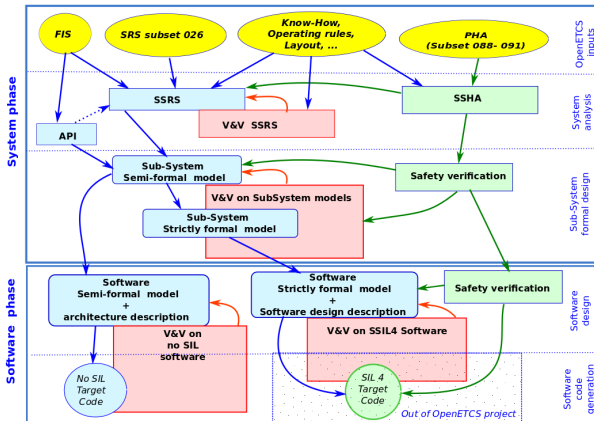 FIS
SRS subset 026
Know-How,
Operating rules,
Layout, ...
PHA
(Subset 088- 091)
OpenETCS
inputs
System phase
SSRS
V&V SSRS
API
SSHA
System
analysis
Sub-System
Semi-formal model
V&V on SubSystem models
Sub-System
Strictly formal model
Safety verification
Sub-System
formal design
Software phase
Software
Semi-formal model
+
architecture description
V&V on
no SIL
software
Software
Strictly formal model
+
Software design description
V&V on SSIL4 Software
Safety verification
Software
design
No SIL
Target
Code
SIL 4
Target
Code
Out of OpenETCS project
Software
code
generation